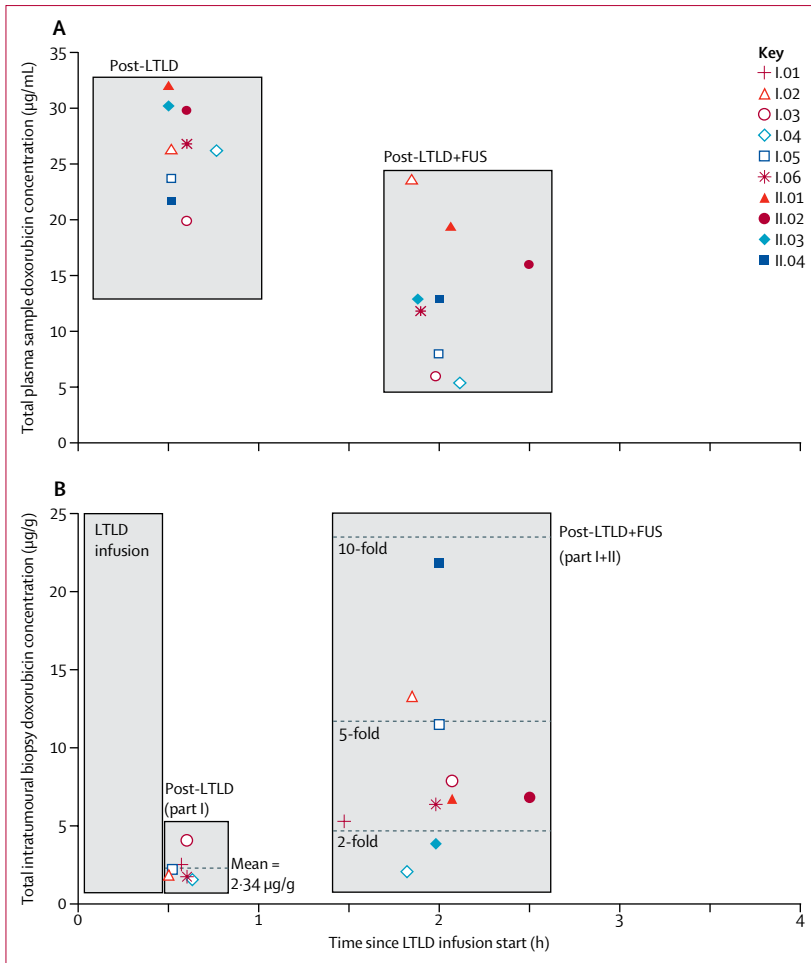 A
Total plasma sample doxorubicin concentration (µg/mL)
35
30
25
20
15
10
5
0
Post-LTLD
Post-LTLD+FUS
Key
I.01
I.02
I.03
I.04
I.05
I.06
II.01
II.02
II.03
II.04
B
Total intratumoural biopsy doxorubicin concentration (µg/g)
25
20
15
10
5
0
LTLD
infusion
Post-LTLD
(part I)
Mean =
2·34 µg/g
10-fold
5-fold
2-fold
Post-LTLD+FUS
(part I+II)
0
1
2
3
4
Time since LTLD infusion start (h)